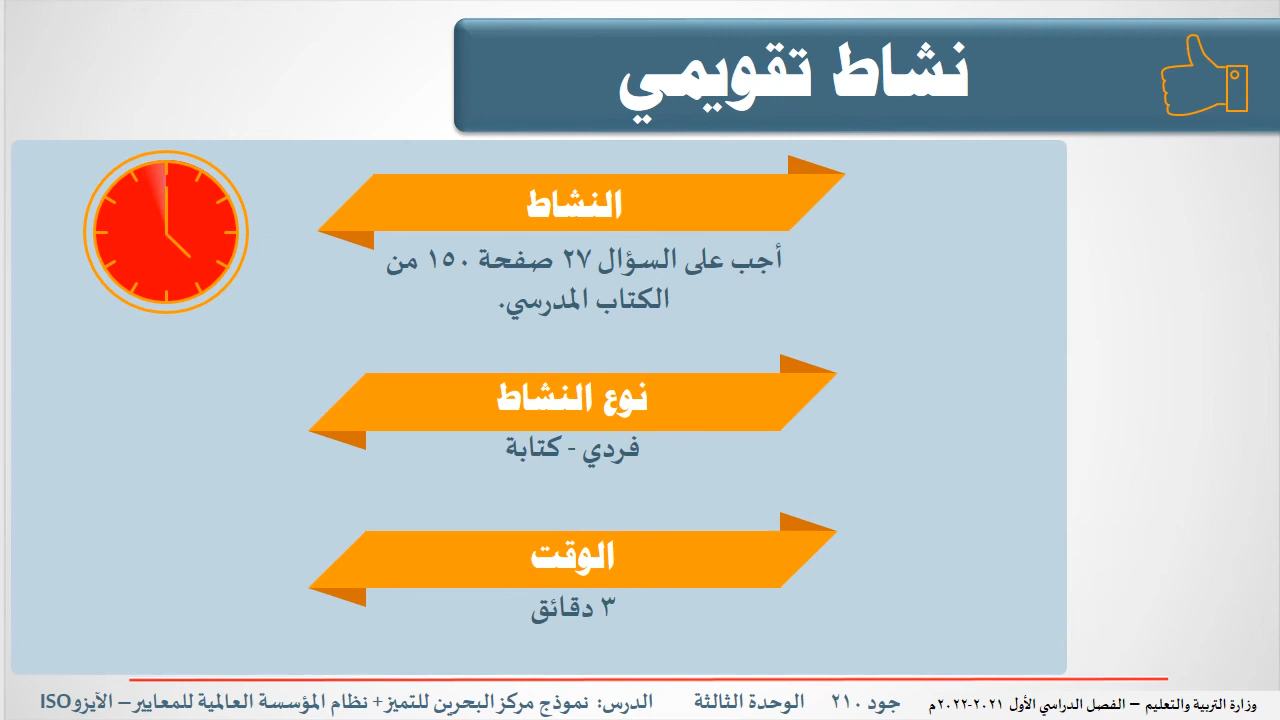 نشاط تقويمي
النشاط
أجب على السؤال ٢٧ صفحة ١٥٠ من
الكتاب المدرسي.
نوع النشاط
فردي - كتابة
الوقت
٣ دقائق
وزارة التربية والتعليم – الفصل الدراسي الأول ٢٠٢١-٢٠٢٢م جود ٢١٠ الوحدة الثالثة الدرس: نموذج مركز البحرين للتميز+ نظام المؤسسة العالمية للمعايير– الآيزوISO